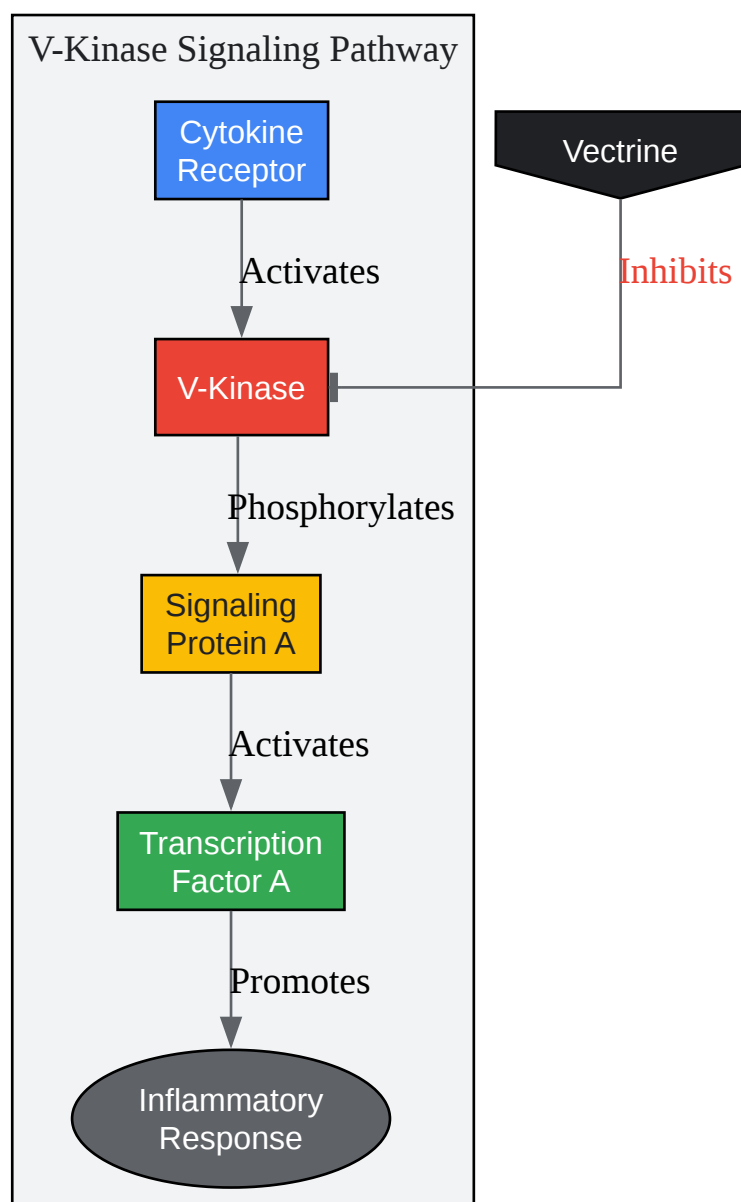 V-Kinase Signaling Pathway
Cytokine
Receptor
Vectrine
Activates
Inhibits
V-Kinase
Phosphorylates
Signaling
Protein A
Activates
Transcription
Factor A
Promotes
Inflammatory
Response